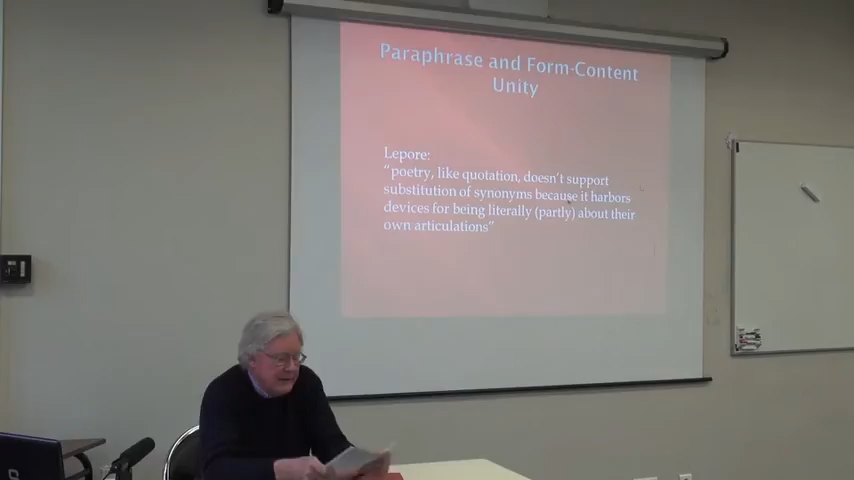 Paraphrase and Form-Content
Unity
Lepore:
“poetry, like quotation, doesn’t support
substitution of synonyms because it harbors
devices for being literally (partly) about their
own articulations”